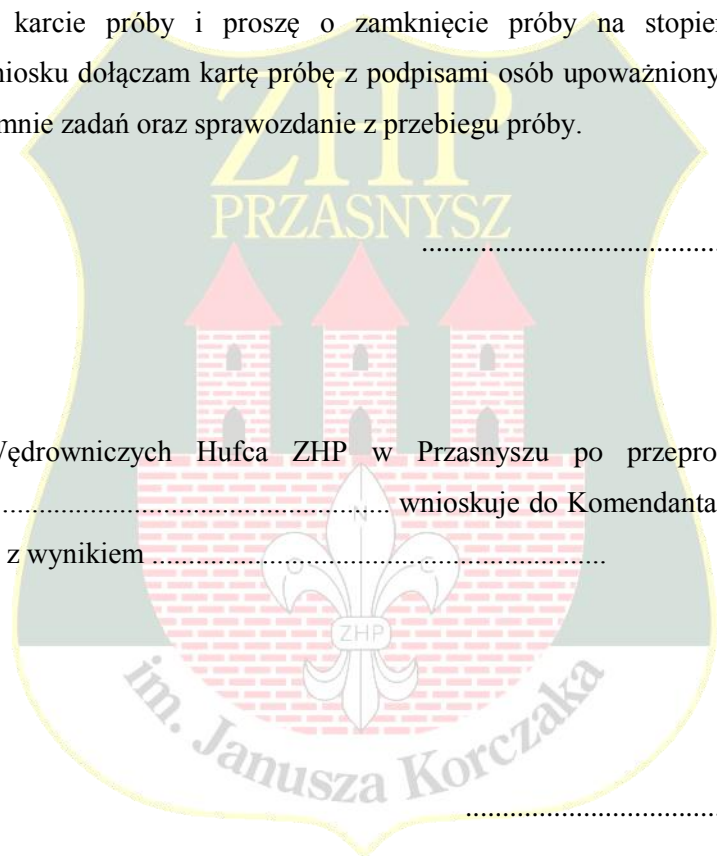 karcie próby i proszę o zamknięcie próby na stopie
niosku dołączam kartę próbę z podpisami osób upoważniony
mnie zadań oraz sprawozdanie z przebiegu próby.
ZHP
PRZASNYSZ
........................................
Wędrowniczych Hufca ZHP w Przasnyszu po przepro
..................................................... wnioskuje do Komendanta
z wynikiem ...............................................................
N
O C
ZHP
im. Janusza Korczaka
..................................